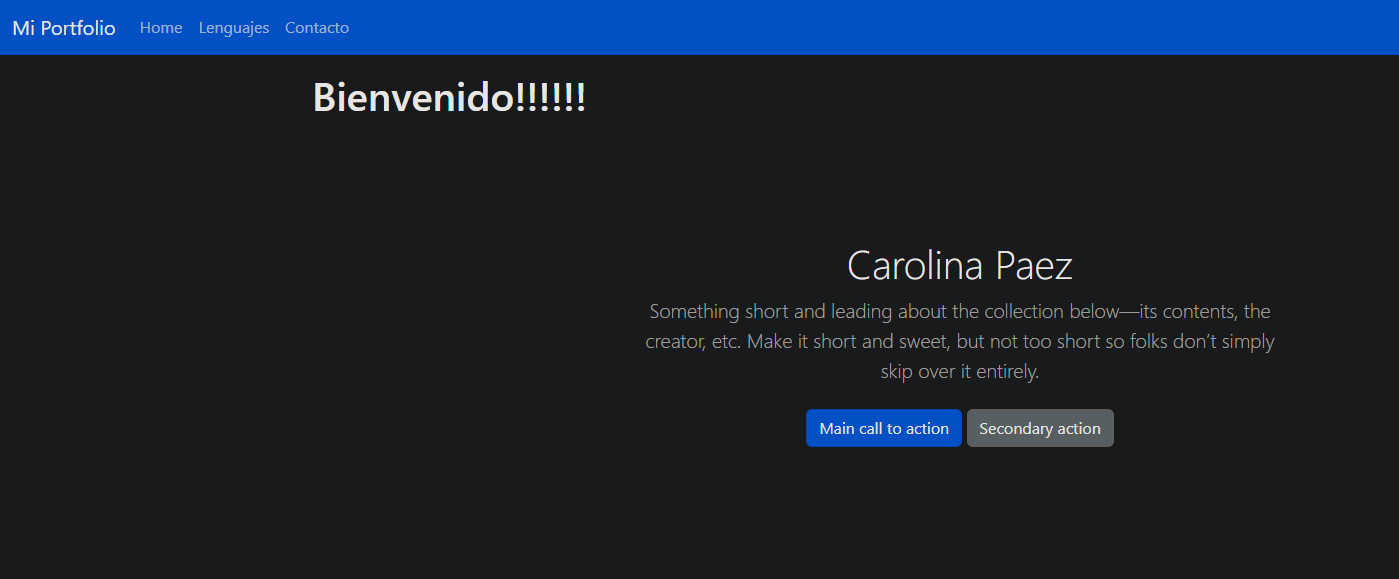 Mi Portfolio Home Lenguajes Contacto
Bienvenido!!!!!!
Carolina Paez
Something short and leading about the collection below—its contents, the
creator, etc. Make it short and sweet, but not too short so folks don’t simply
skip over it entirely.
Main call to action Secondary action